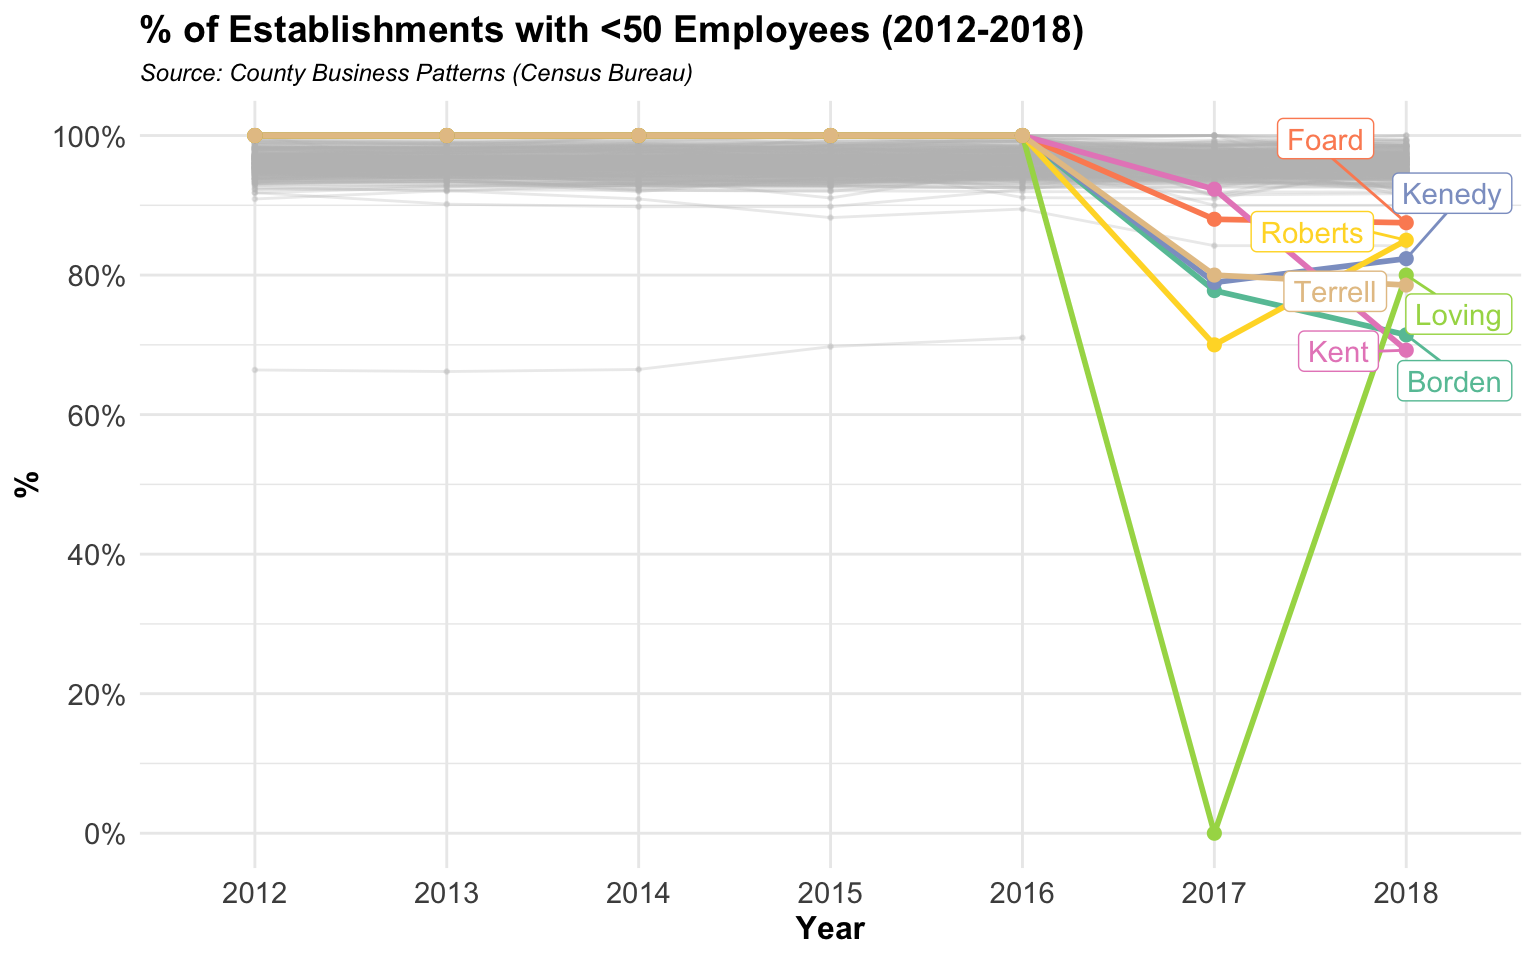 % of Establishments with <50 Employees (2012-2018)
Source: County Business Patterns (Census Bureau)
100%
80%
60%
40%
20%
0%
%
Foard
Kenedy
Roberts
Terrell
Loving
Kent
Borden
2012 2013 2014 2015 2016 2017 2018
Year